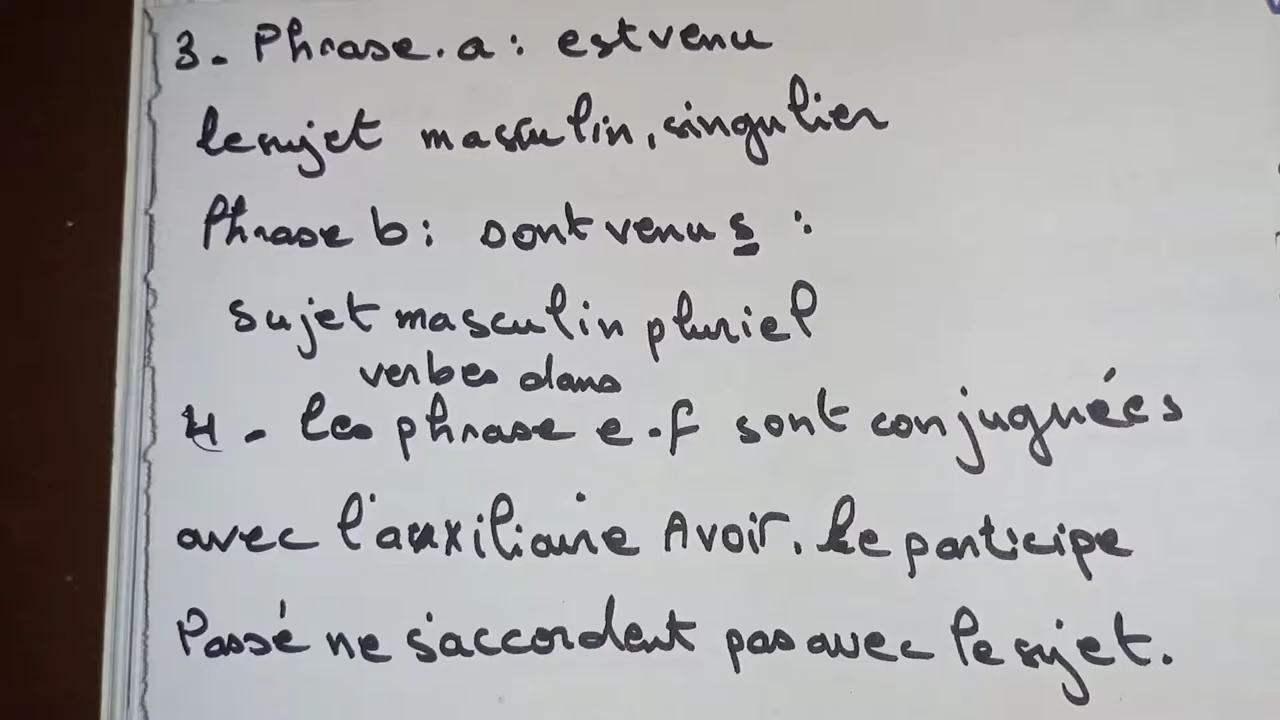 3. Phrase.a: est venu
le sujet masculin, singulier
Phrase b: sont venus :
sujet masculin pluriel
verbes dans
4. les phrase e.f sont conjuguées
avec l'auxiliaire Avoir. Le participe
Passé ne s'accordent pas avec le sujet.